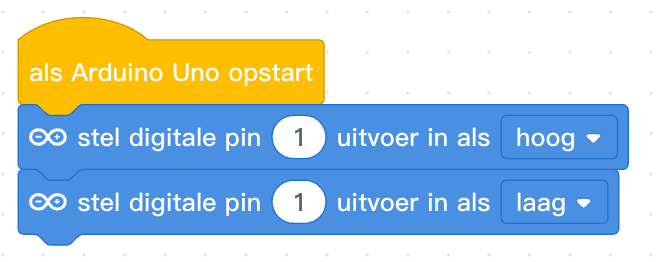 als Arduino Uno opstart
stel digitale pin 1 uitvoer in als hoog
stel digitale pin 1 uitvoer in als laag